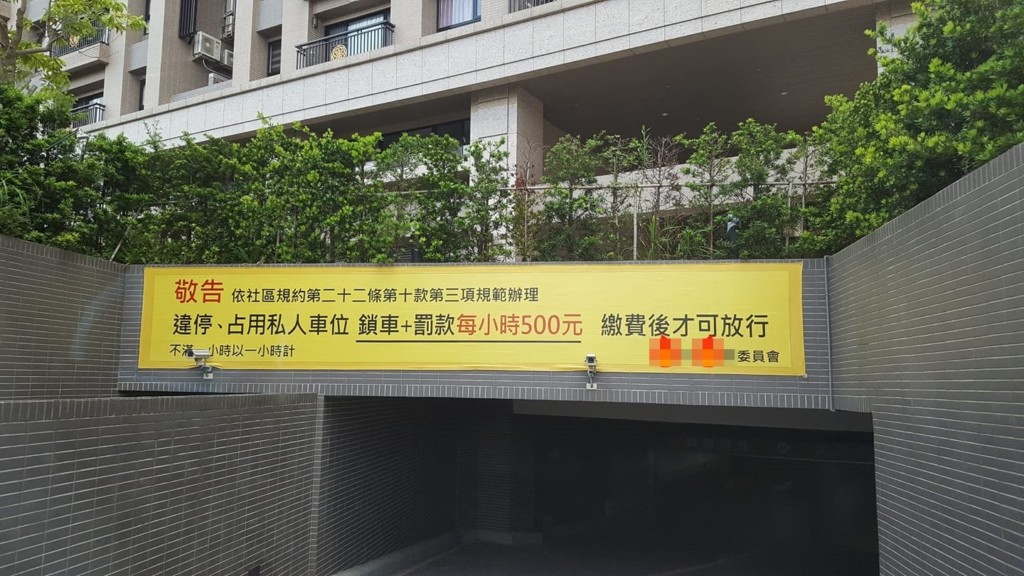 敬告 依社區規約第二十二條第十款第三項規範辦理
違停、占用私人車位 鎖車+罰款每小時500元 繳費後才可放行
不滿一小時以一小時計
委員會